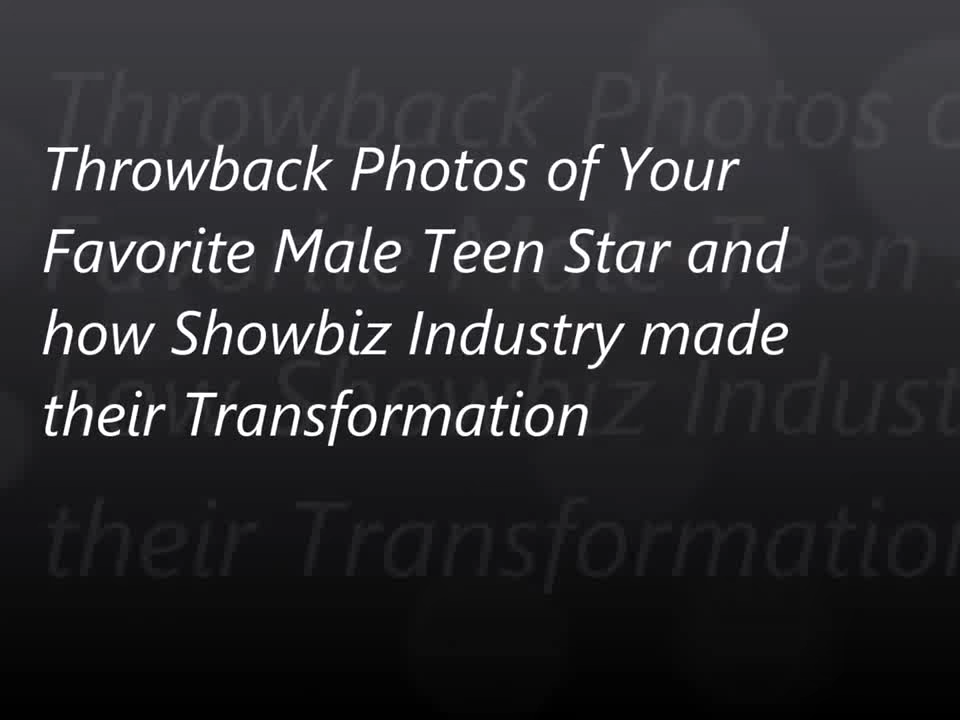 Throwback Photos of Your
Favorite Male Teen Star and
how Showbiz Industry made
their Transformation